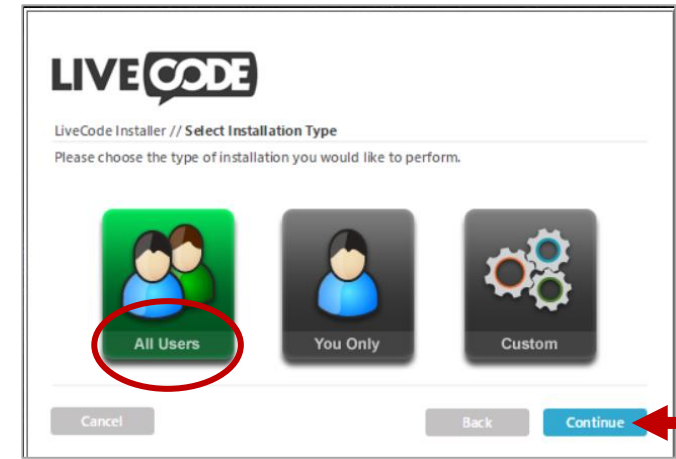 LIVECODE
LiveCode Installer // Select Installation Type
Please choose the type of installation you would like to perform.
All Users
You Only
Custom
Cancel
Back
Continue